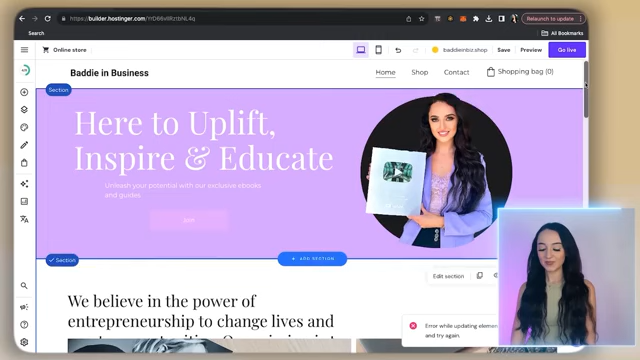 https://builder.hostinger.com/YrD84vlIRztbNL4q
Relaunch to update
Search
All Bookmarks
Online store
baddieinbiz.shop
Save
Preview
Go live
Baddie in Business
Home
Shop
Contact
Shopping bag (0)
Section
Here to Uplift,
Inspire & Educate
Unleash your potential with our exclusive ebooks
and guides.
+ ADD SECTION
Section
Edit section
We believe in the power of
entrepreneurship to change lives and
Error while updating elemen
and try again.